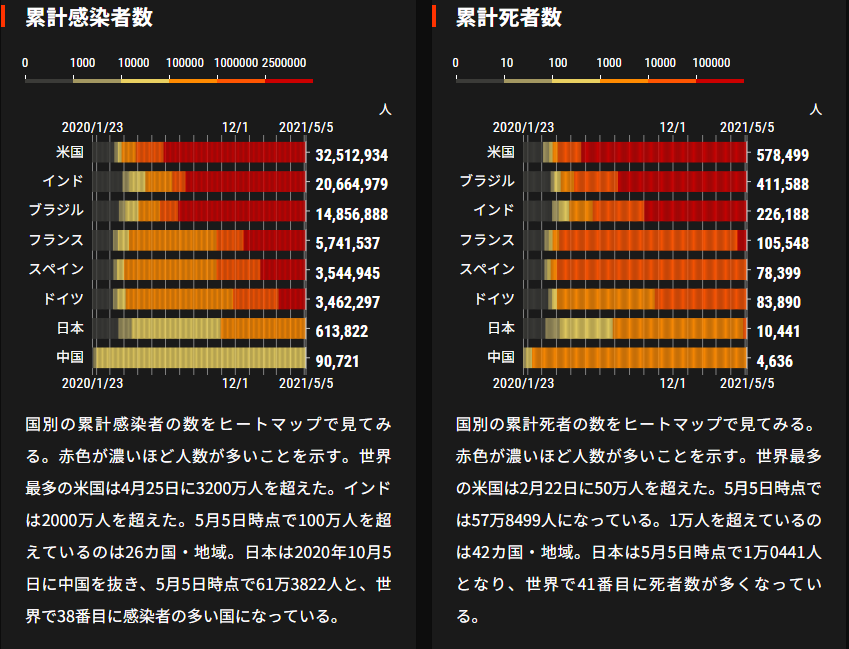 累計感染者数
0 1000 10000 100000 1000000 2500000
人
2020/1/23 12/1 2021/5/5
米国 32,512,934
インド 20,664,979
ブラジル 14,856,888
フランス 5,741,537
スペイン 3,544,945
ドイツ 3,462,297
日本 613,822
中国 90,721
2020/1/23 12/1 2021/5/5
国別の累計感染者の数をヒートマップで見てみ
る。赤色が濃いほど人数が多いことを示す。世界
最多の米国は4月25日に3200万人を超えた。インド
は2000万人を超えた。5月5日時点で100万人を超
えているのは26カ国・地域。日本は2020年10月5
日に中国を抜き、5月5日時点で61万3822人と、世
界で38番目に感染者の多い国になっている。
累計死者数
0 10 100 1000 10000 100000
人
2020/1/23 12/1 2021/5/5
米国 578,499
ブラジル 411,588
インド 226,188
フランス 105,548
スペイン 78,399
ドイツ 83,890
日本 10,441
中国 4,636
2020/1/23 12/1 2021/5/5
国別の累計死者の数をヒートマップで見てみる。
赤色が濃いほど人数が多いことを示す。世界最多
の米国は2月22日に50万人を超えた。5月5日時点で
は57万8499人になっている。1万人を超えているの
は42カ国・地域。日本は5月5日時点で1万0441人
となり、世界で41番目に死者数が多くなってい
る。